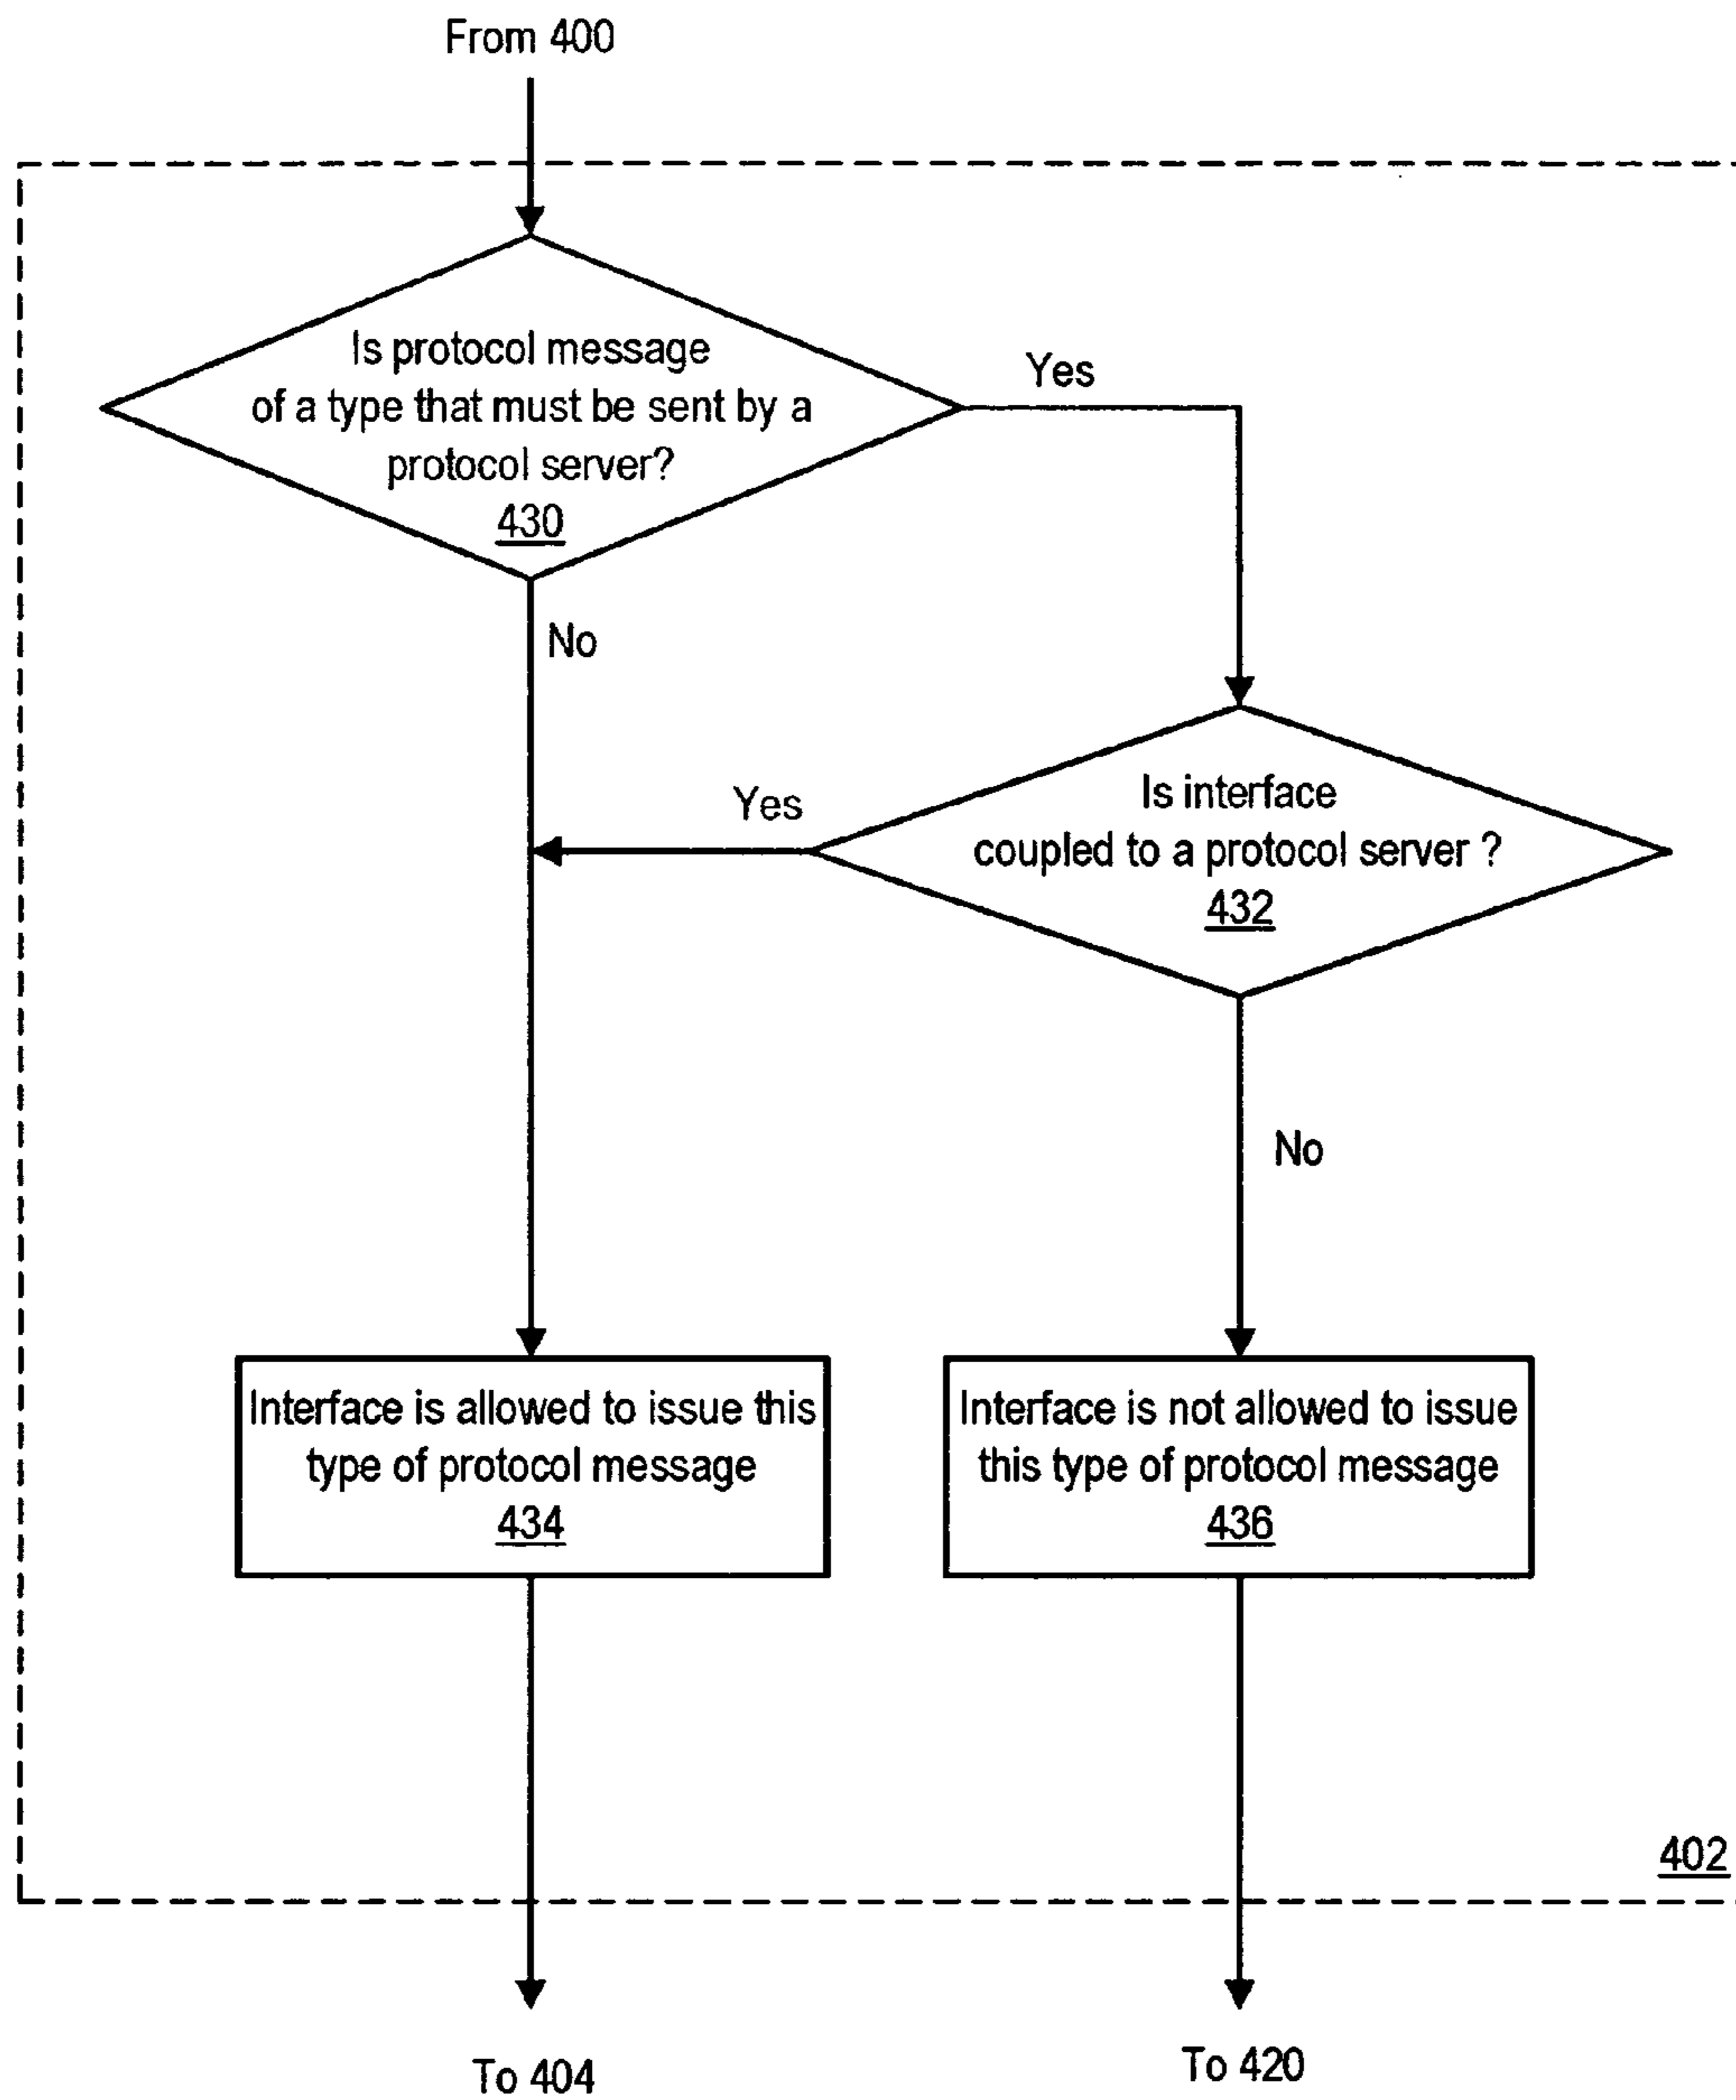 From 400
Is protocol message
of a type that must be sent by a
protocol server?
430
Yes
No
Is interface
coupled to a protocol server ?
432
Yes
No
Interface is allowed to issue this
type of protocol message
434
Interface is not allowed to issue
this type of protocol message
436
402
To 404
To 420